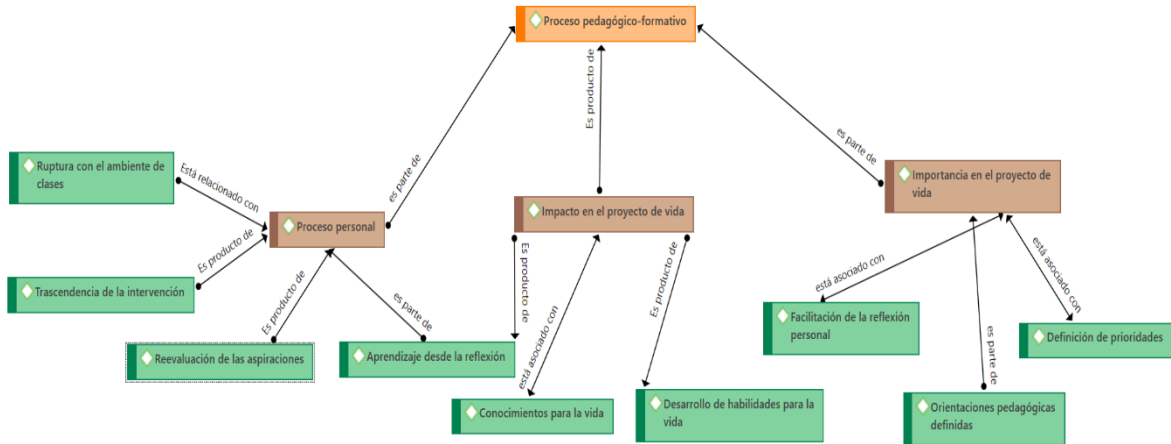 Proceso pedagógico-formativo
es parte de
Es producto de
es parte de
Ruptura con el ambiente de
clases
Está relacionado con
Importancia en el proyecto de
vida
Proceso personal
Impacto en el proyecto de vida
Es producto de
Trascendencia de la intervención
Es producto de
es parte de
Es producto de
está asociado con
Es producto de
está asociado con
es parte de
está asociado con
Reevaluación de las aspiraciones
Aprendizaje desde la reflexión
Facilitación de la reflexión
personal
Definición de prioridades
Conocimientos para la vida
Desarrollo de habilidades para la
vida
Orientaciones pedagógicas
definidas